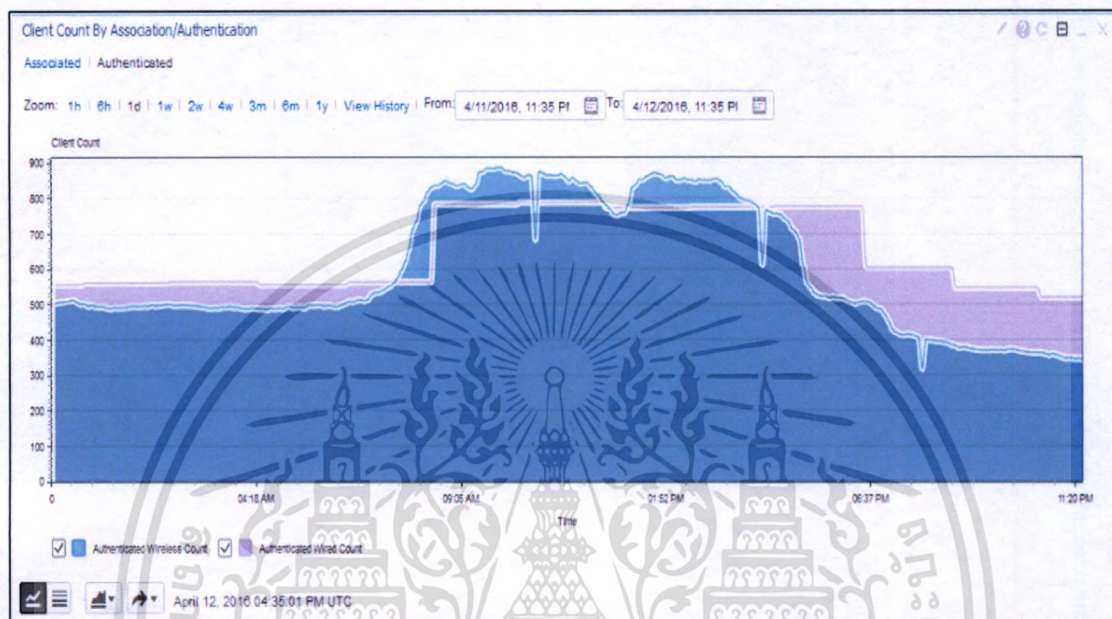 Client Count By Association/Authentication
Associated | Authenticated
Zoom: 1h | 6h | 1d | 1w | 2w | 4w | 3m | 6m | 1y | View History | From: 4/11/2016, 11:35 PM To: 4/12/2016, 11:35 PM
Client Count
900
800
700
600
500
400
300
200
100
0
0 04:18 AM 09:05 AM 01:52 PM 06:37 PM 11:20 PM
Time
Authenticated Wireless Count Authenticated Wired Count
April 12, 2016 04:35:01 PM UTC